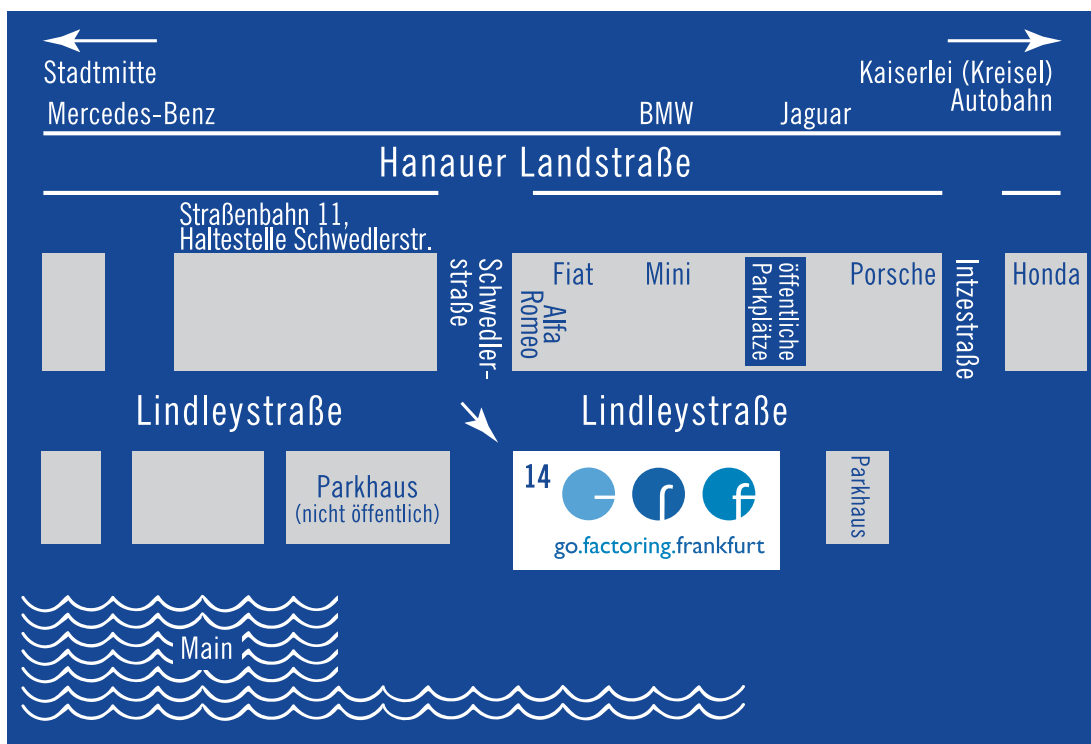 Stadtmitte
Kaiserlei (Kreisel)
Autobahn
Mercedes-Benz
BMW
Jaguar
Hanauer Landstraße
Straßenbahn 11,
Haltestelle Schwedlerstr.
Schwedler-
straße
Fiat
Alfa
Romeo
Mini
öffentliche
Parkplätze
Porsche
Intzestraße
Honda
Lindleystraße
Lindleystraße
Parkhaus
(nicht öffentlich)
14
go.factoring.frankfurt
Parkhaus
Main